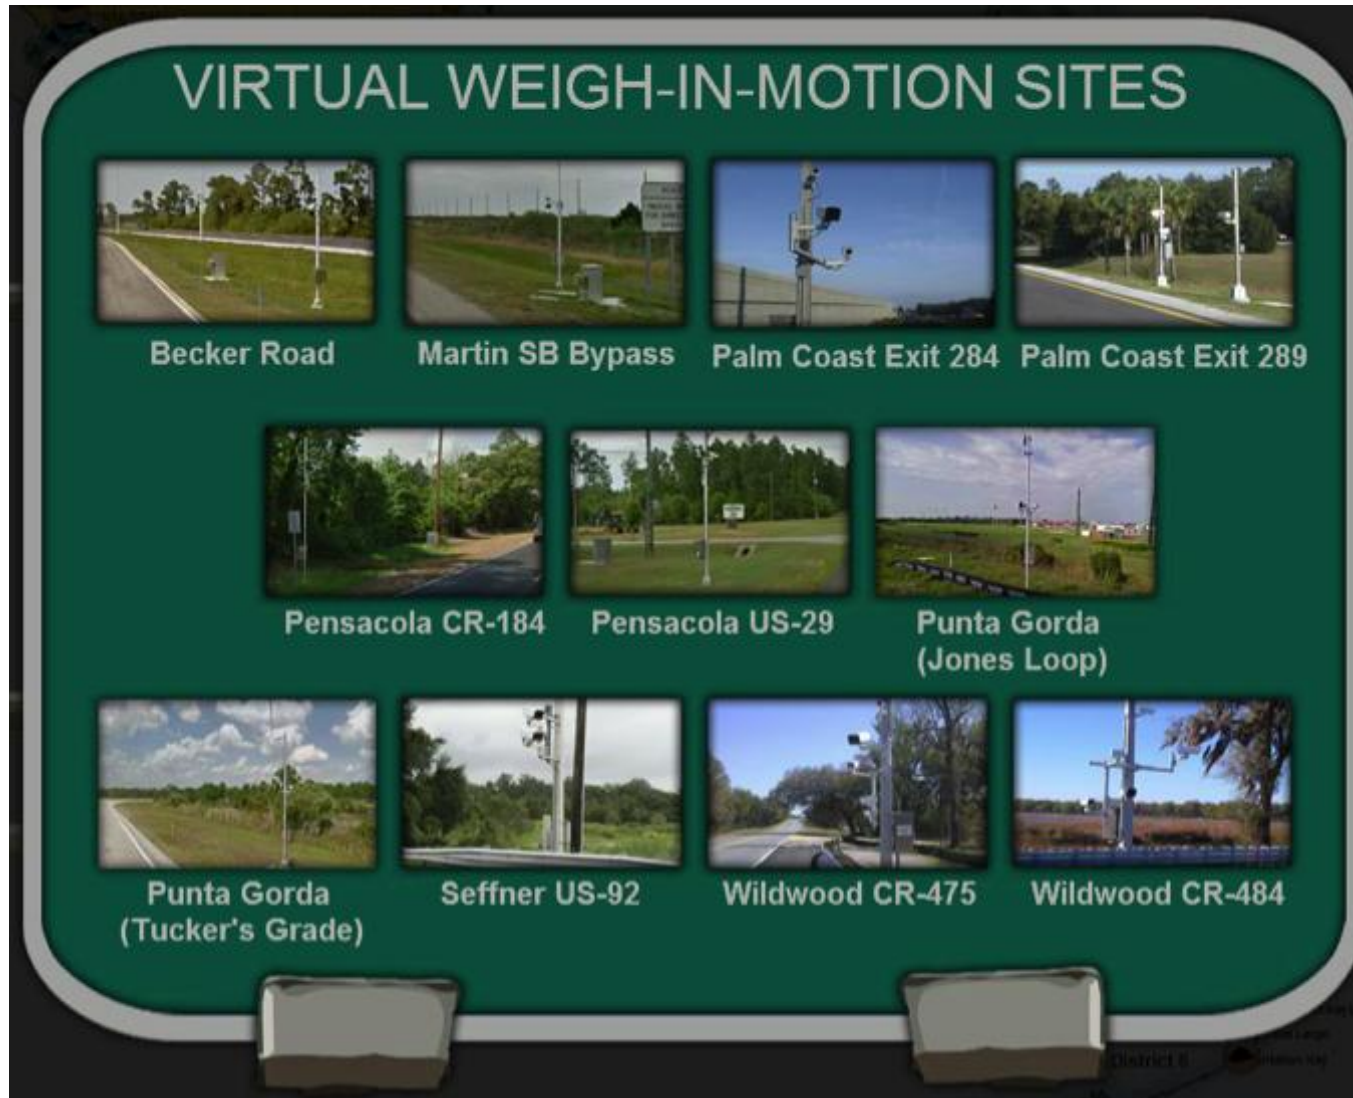 VIRTUAL WEIGH-IN-MOTION SITES
Becker Road
Martin SB Bypass
Palm Coast Exit 284
Palm Coast Exit 289
Pensacola CR-184
Pensacola US-29
Punta Gorda
(Jones Loop)
Punta Gorda
(Tucker's Grade)
Seffner US-92
Wildwood CR-475
Wildwood CR-484
District 6